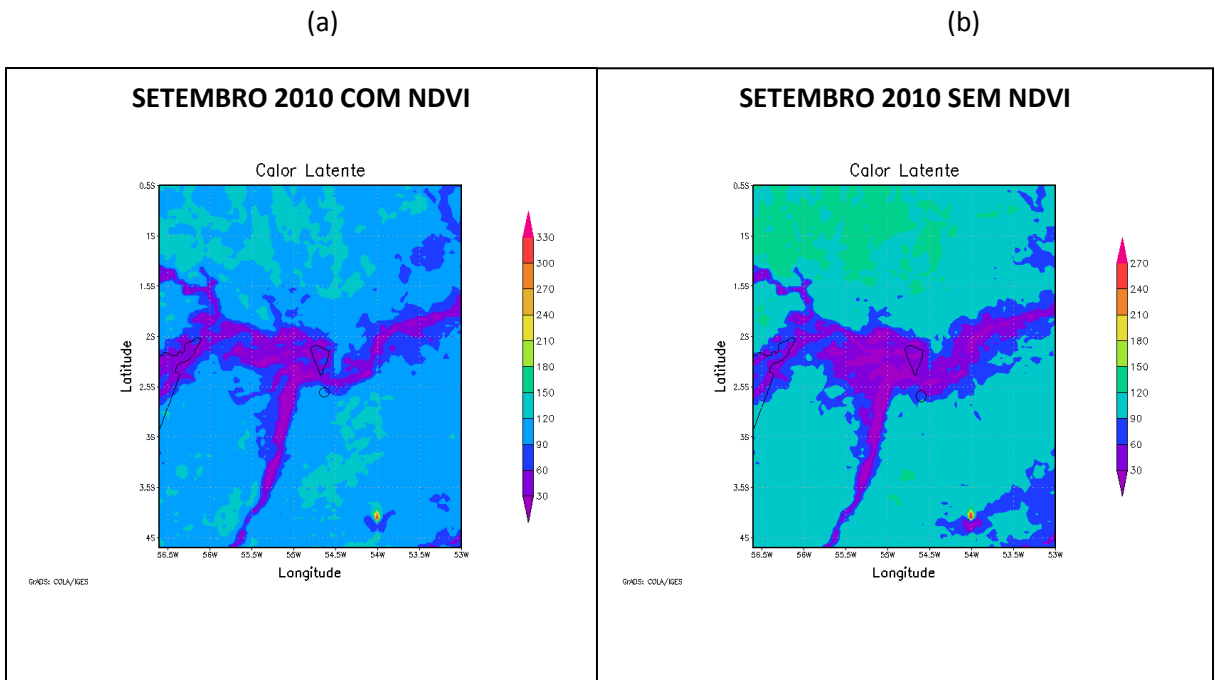 (a)
(b)
SETEMBRO 2010 COM NDVI
SETEMBRO 2010 SEM NDVI
Calor Latente
0.5S
1S
1.5S
2S
2.5S
3S
3.5S
4S
Latitude
56.5W 56W 55.5W 55W 54.5W 54W 53.5W 53W
Longitude
330
300
270
240
210
180
150
120
90
60
30
GrADS: COLA/IGES
Calor Latente
0.5S
1S
1.5S
2S
2.5S
3S
3.5S
4S
Latitude
56.5W 56W 55.5W 55W 54.5W 54W 53.5W 53W
Longitude
270
240
210
180
150
120
90
60
30
GrADS: COLA/IGES